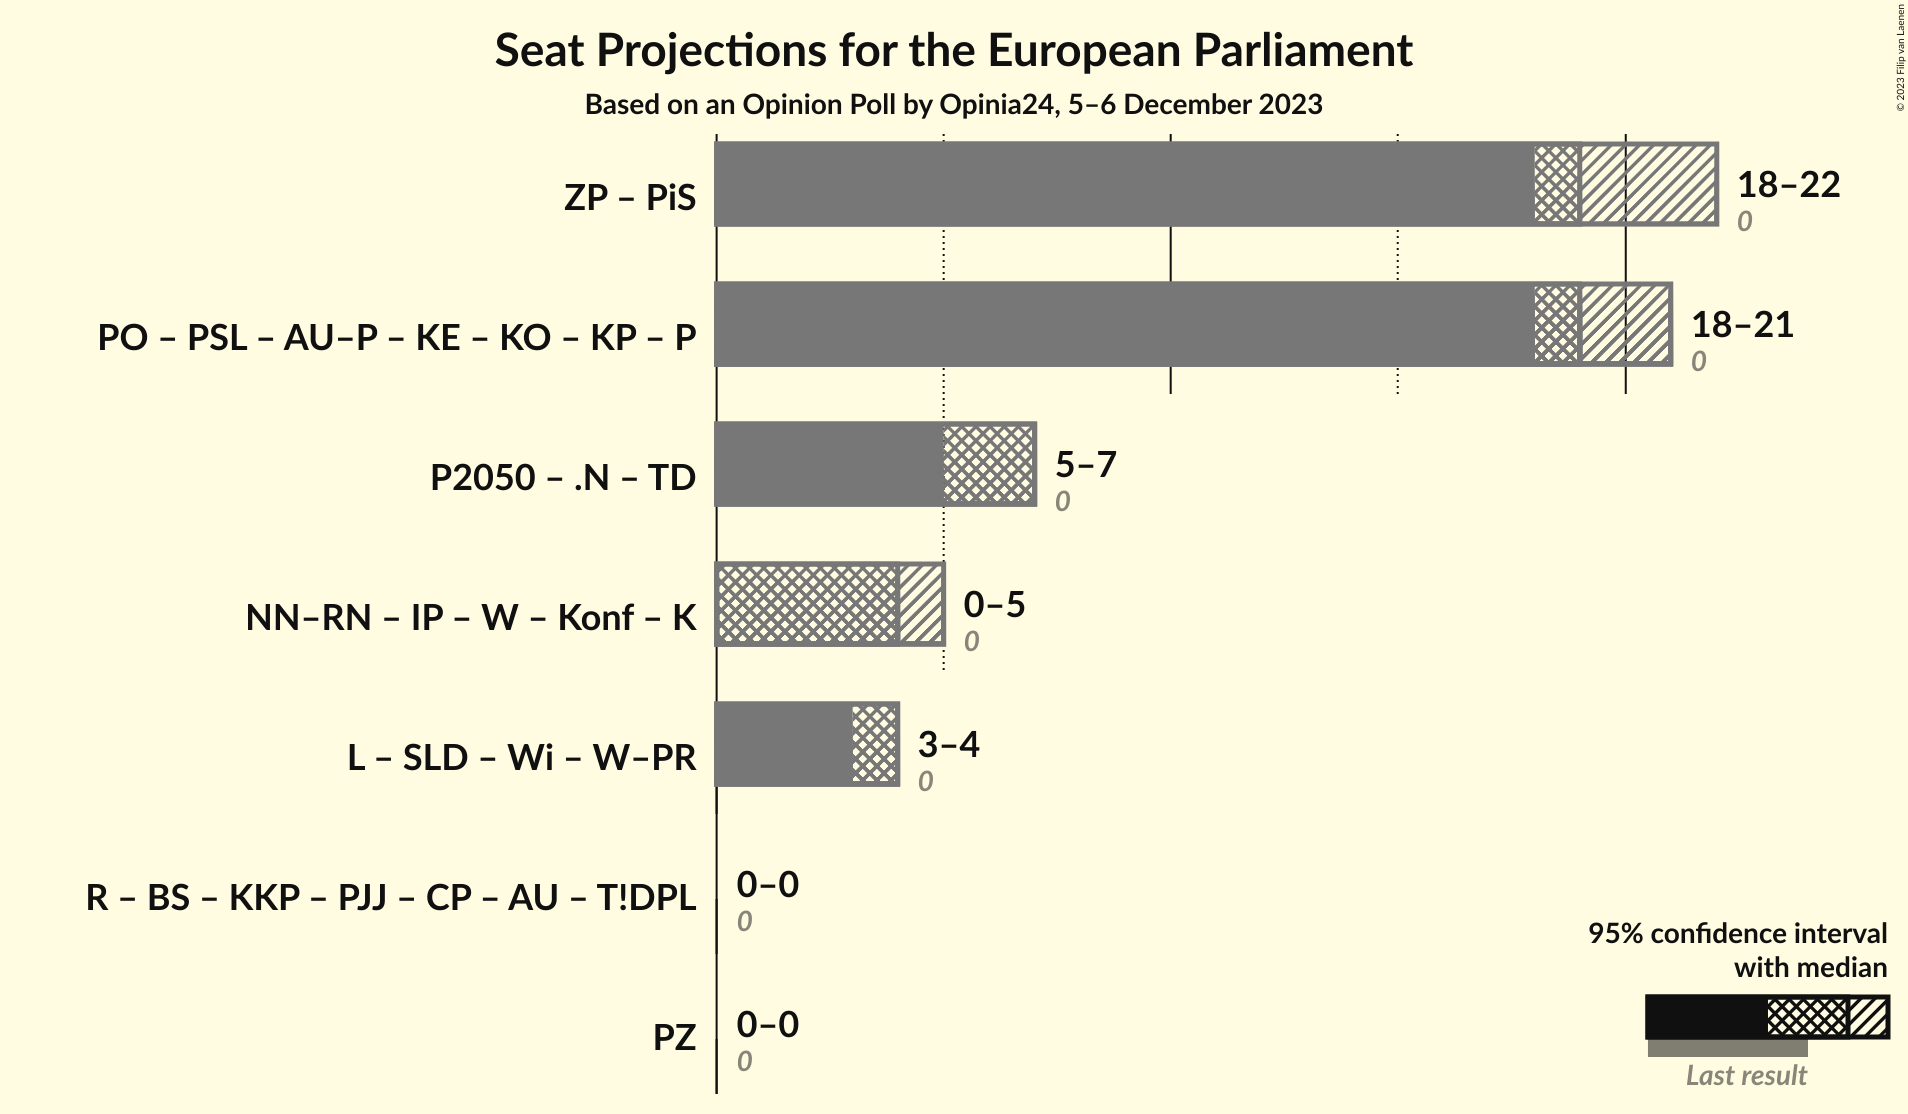 Seat Projections for the European Parliament
Based on an Opinion Poll by Opinia24, 5–6 December 2023
© 2023 Filip van Laenen
ZP – PiS
18–22
0
PO – PSL – AU–P – KE – KO – KP – P
18–21
0
P2050 – .N – TD
5–7
0
NN–RN – IP – W – Konf – K
0–5
0
L – SLD – Wi – W–PR
3–4
0
R – BS – KKP – PJJ – CP – AU – T!DPL
0–0
0
PZ
0–0
0
95% confidence interval
with median
Last result